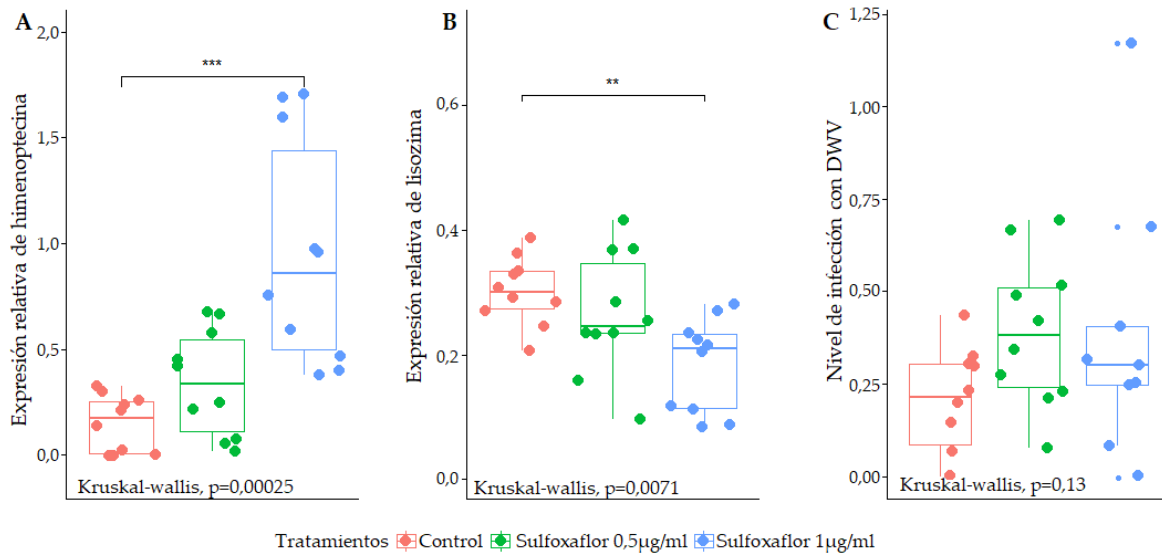 A
Expresión relativa de himenoptecina
2,0
1,5
1,0
0,5
0,0
***
Kruskal-wallis, p=0,00025
B
Expresión relativa de lisozima
0,6
0,4
0,2
0,0
**
Kruskal-wallis, p=0,0071
C
Nivel de infección con DWV
1,25
1,00
0,75
0,50
0,25
0,00
Kruskal-wallis, p=0,13
Tratamientos Control Sulfoxaflor 0,5µg/ml Sulfoxaflor 1µg/ml